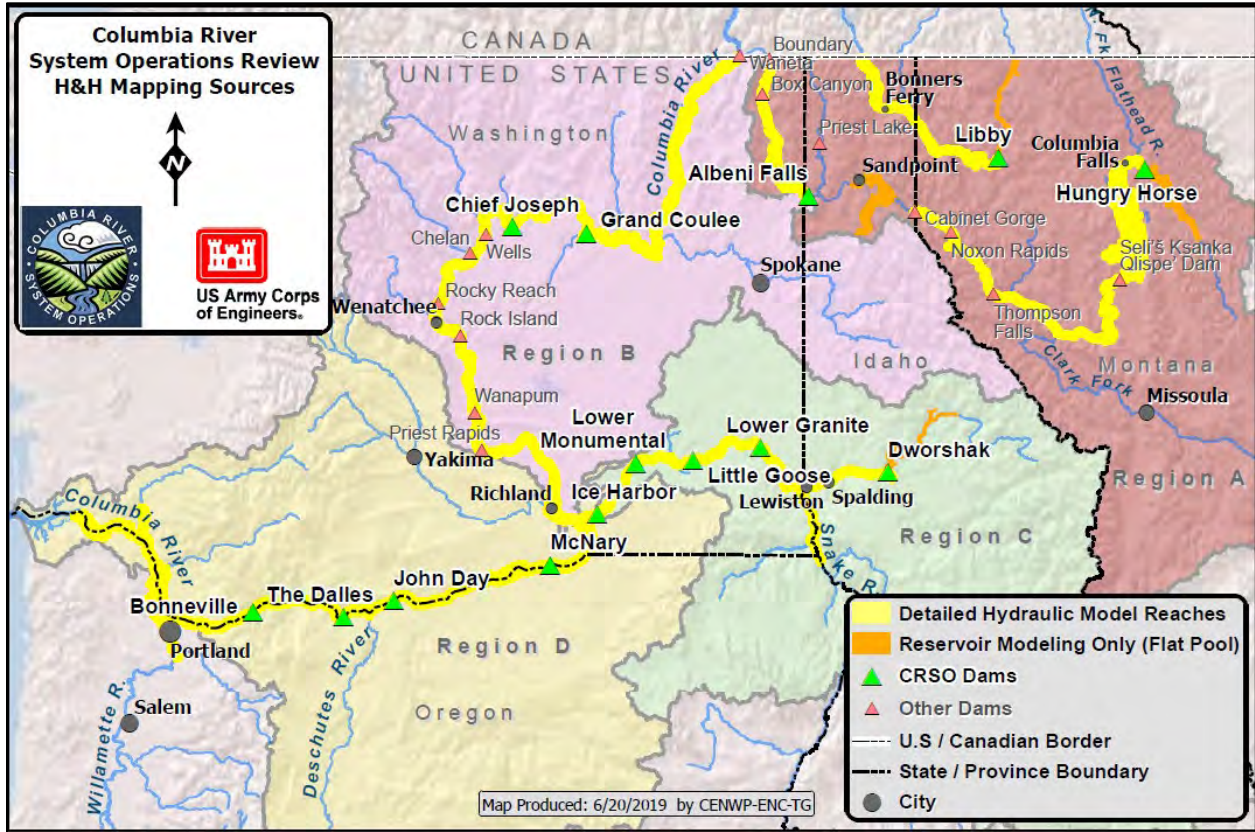 Columbia River
System Operations Review
H&H Mapping Sources
N
COLUMBIA RIVER
SYSTEM OPERATIONS
US Army Corps
of Engineers®
CANADA
UNITED STATES
Washington
Columbia River
Boundary
Waneta
Box Canyon
Bonners
Ferry
N.
Fk Flathead R.
Priest Lake
Libby
Columbia
Falls
Sandpoint
Albeni Falls
Hungry Horse
Chief Joseph
Grand Coulee
Cabinet Gorge
Chelan
Wells
Noxon Rapids
Seli'š Ksanka
Qlispe' Dam
Spokane
Rocky Reach
Wenatchee
Rock Island
Thompson
Falls
Region B
Idaho
Montana
Clark Fork
Missoula
Wanapum
Lower
Monumental
Lower Granite
Priest Rapids
Dworshak
Yakima
Little Goose
Region A
Richland
Ice Harbor
Lewiston
Spalding
Columbia
River
McNary
Snake R.
Region C
John Day
The Dalles
Bonneville
Portland
Region D
Deschutes River
Willamette R.
Salem
Oregon
Detailed Hydraulic Model Reaches
Reservoir Modeling Only (Flat Pool)
CRSO Dams
Other Dams
U.S / Canadian Border
State / Province Boundary
City
Map Produced: 6/20/2019 by CENWP-ENC-TG